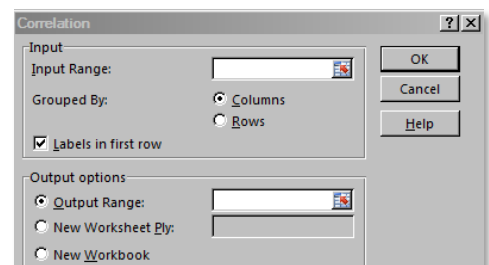 Correlation
? X
Input
Input Range:
Grouped By:
Columns
Rows
Labels in first row
OK
Cancel
Help
Output options
Output Range:
New Worksheet Ply:
New Workbook